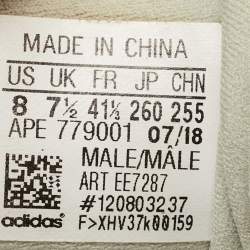 MADE IN CHINA
US UK FR JP CHN
8 7½ 41⅓ 260 255
APE 779001 07/18
MALE/MÂLE
ART EE7287
#120803237
adidas F>XHV37k00159